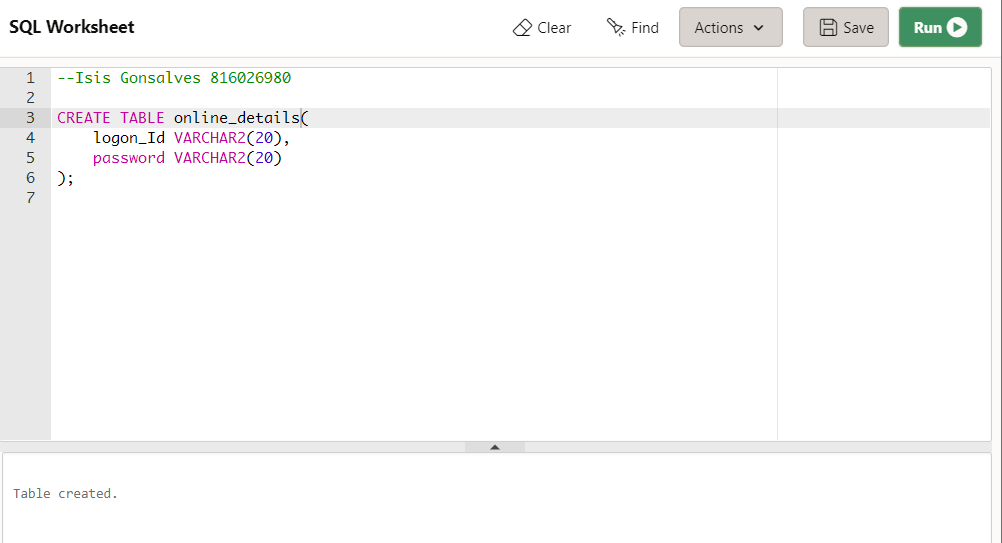 SQL Worksheet Clear Find Actions Save Run
1 --Isis Gonsalves 816026980
2
3 CREATE TABLE online_details(
4 logon_Id VARCHAR2(20),
5 password VARCHAR2(20)
6 );
7
Table created.